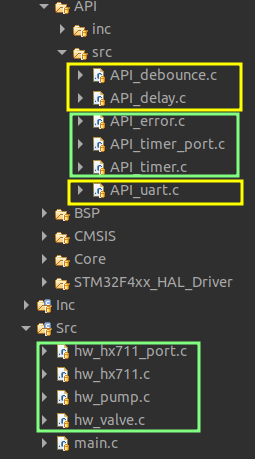 API
inc
src
API_debounce.c
API_delay.c
API_error.c
API_timer_port.c
API_timer.c
API_uart.c
BSP
CMSIS
Core
STM32F4xx_HAL_Driver
Inc
Src
hw_hx711_port.c
hw_hx711.c
hw_pump.c
hw_valve.c
main.c